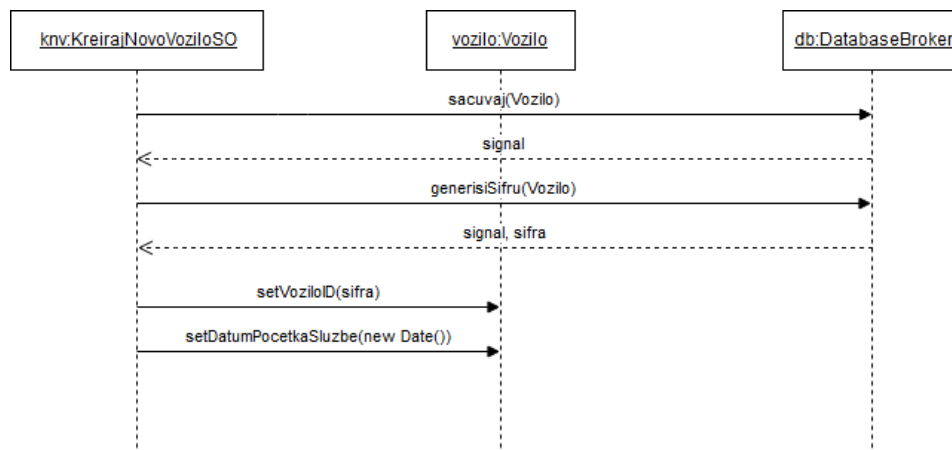 knv:KreirajNovoVoziloSO
vozilo:Vozilo
db:DatabaseBroker
sacuvaj(Vozilo)
signal
generisiSifru(Vozilo)
signal, sifra
setVoziloID(sifra)
setDatumPocetkaSluzbe(new Date())